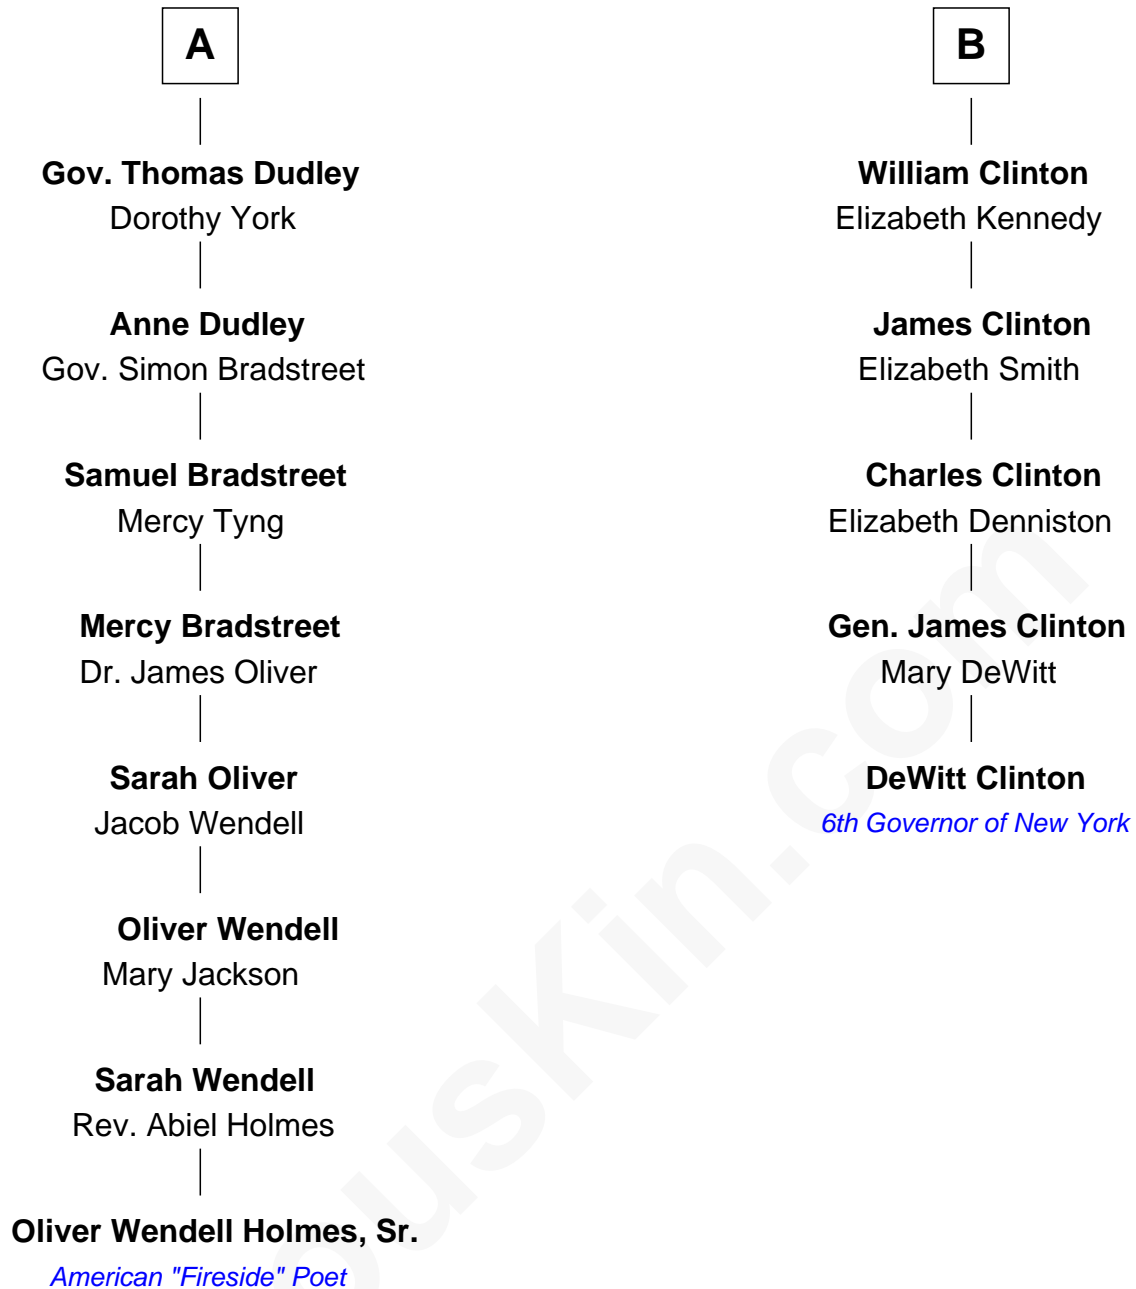 A
Gov. Thomas Dudley
Dorothy York
Anne Dudley
Gov. Simon Bradstreet
Samuel Bradstreet
Mercy Tyng
Mercy Bradstreet
Dr. James Oliver
Sarah Oliver
Jacob Wendell
Oliver Wendell
Mary Jackson
Sarah Wendell
Rev. Abiel Holmes
Oliver Wendell Holmes, Sr.
American "Fireside" Poet
B
William Clinton
Elizabeth Kennedy
James Clinton
Elizabeth Smith
Charles Clinton
Elizabeth Denniston
Gen. James Clinton
Mary DeWitt
DeWitt Clinton
6th Governor of New York
ousKin.com